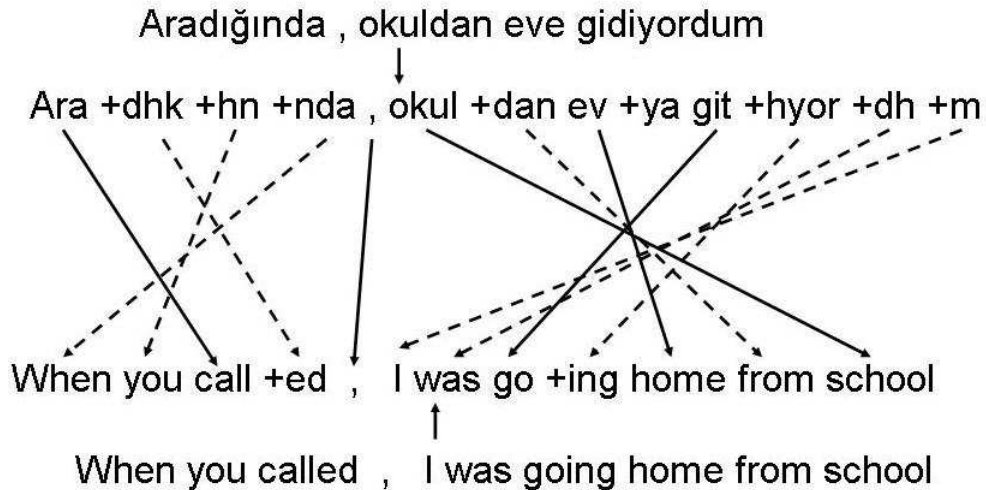 Aradığında , okuldan eve gidiyordum
Ara +dhk +hn +nda , okul +dan ev +ya git +hyor +dh +m
When you call +ed , I was go +ing home from school
When you called , I was going home from school